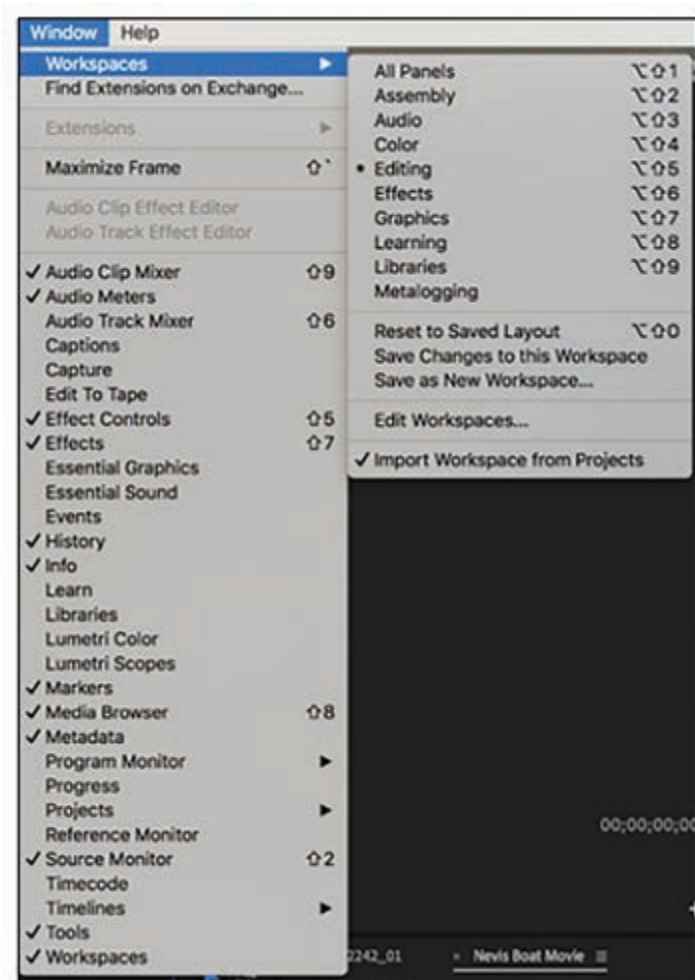 Window Help
Workspaces ▶
Find Extensions on Exchange...
Extensions ▶
Maximize Frame ⇧`
Audio Clip Effect Editor
Audio Track Effect Editor
✓ Audio Clip Mixer ⇧9
✓ Audio Meters
Audio Track Mixer ⇧6
Captions
Capture
Edit To Tape
✓ Effect Controls ⇧5
✓ Effects ⇧7
Essential Graphics
Essential Sound
Events
✓ History
✓ Info
Learn
Libraries
Lumetri Color
Lumetri Scopes
✓ Markers
✓ Media Browser ⇧8
✓ Metadata
Program Monitor ▶
Progress
Projects ▶
Reference Monitor
✓ Source Monitor ⇧2
Timecode
Timelines ▶
✓ Tools
✓ Workspaces
All Panels ⌥⇧1
Assembly ⌥⇧2
Audio ⌥⇧3
Color ⌥⇧4
• Editing ⌥⇧5
Effects ⌥⇧6
Graphics ⌥⇧7
Learning ⌥⇧8
Libraries ⌥⇧9
Metalogging
Reset to Saved Layout ⌥⇧0
Save Changes to this Workspace
Save as New Workspace...
Edit Workspaces...
✓ Import Workspace from Projects
00;00;00;00
2242_01 × Nevis Boat Movie ≡